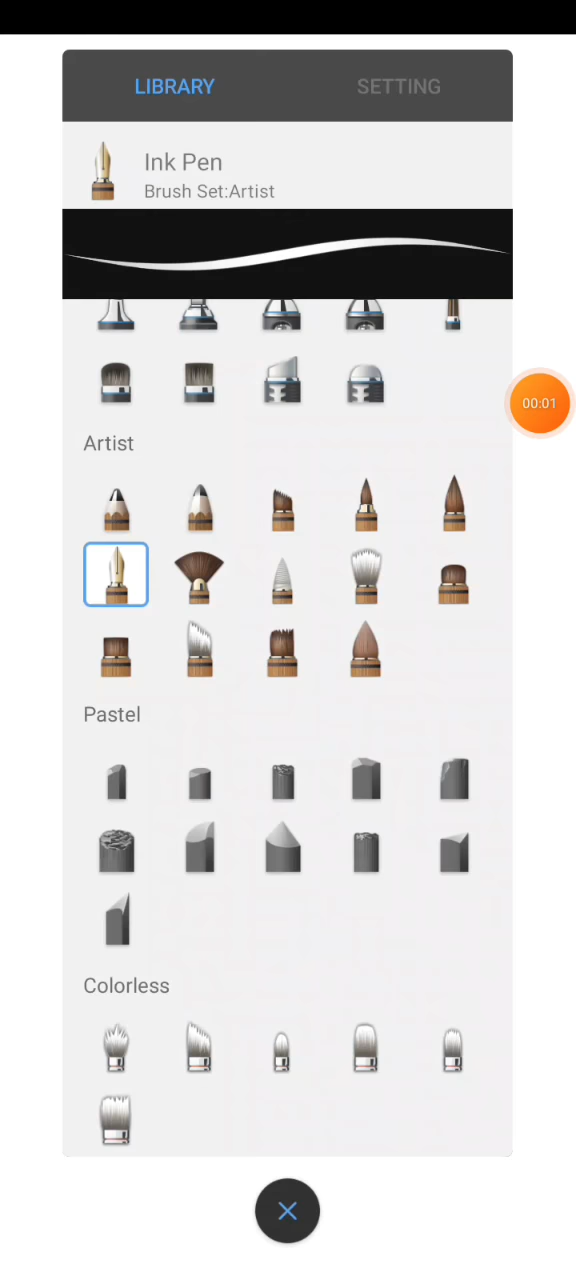 LIBRARY SETTING
Ink Pen
Brush Set:Artist
00:01
Artist
Pastel
Colorless